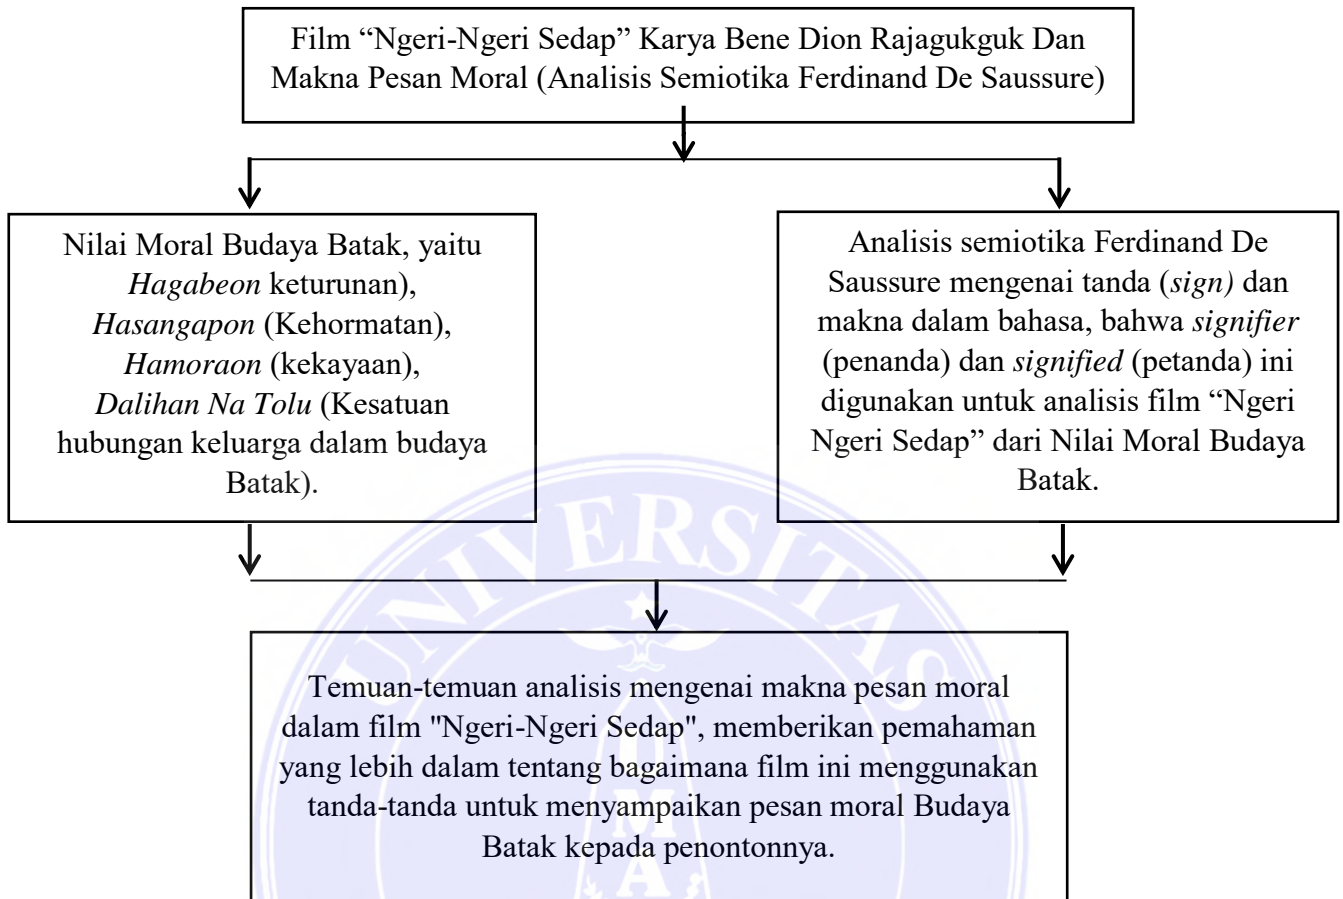 Film “Ngeri-Ngeri Sedap” Karya Bene Dion Rajagukguk Dan
Makna Pesan Moral (Analisis Semiotika Ferdinand De Saussure)
Nilai Moral Budaya Batak, yaitu
Hagabeon keturunan),
Hasangapon (Kehormatan),
Hamoraon (kekayaan),
Dalihan Na Tolu (Kesatuan
hubungan keluarga dalam budaya
Batak).
Analisis semiotika Ferdinand De
Saussure mengenai tanda (sign) dan
makna dalam bahasa, bahwa signifier
(penanda) dan signified (petanda) ini
digunakan untuk analisis film “Ngeri
Ngeri Sedap” dari Nilai Moral Budaya
Batak.
Temuan-temuan analisis mengenai makna pesan moral
dalam film "Ngeri-Ngeri Sedap", memberikan pemahaman
yang lebih dalam tentang bagaimana film ini menggunakan
tanda-tanda untuk menyampaikan pesan moral Budaya
Batak kepada penontonnya.
UNIVERSITAS
M
A